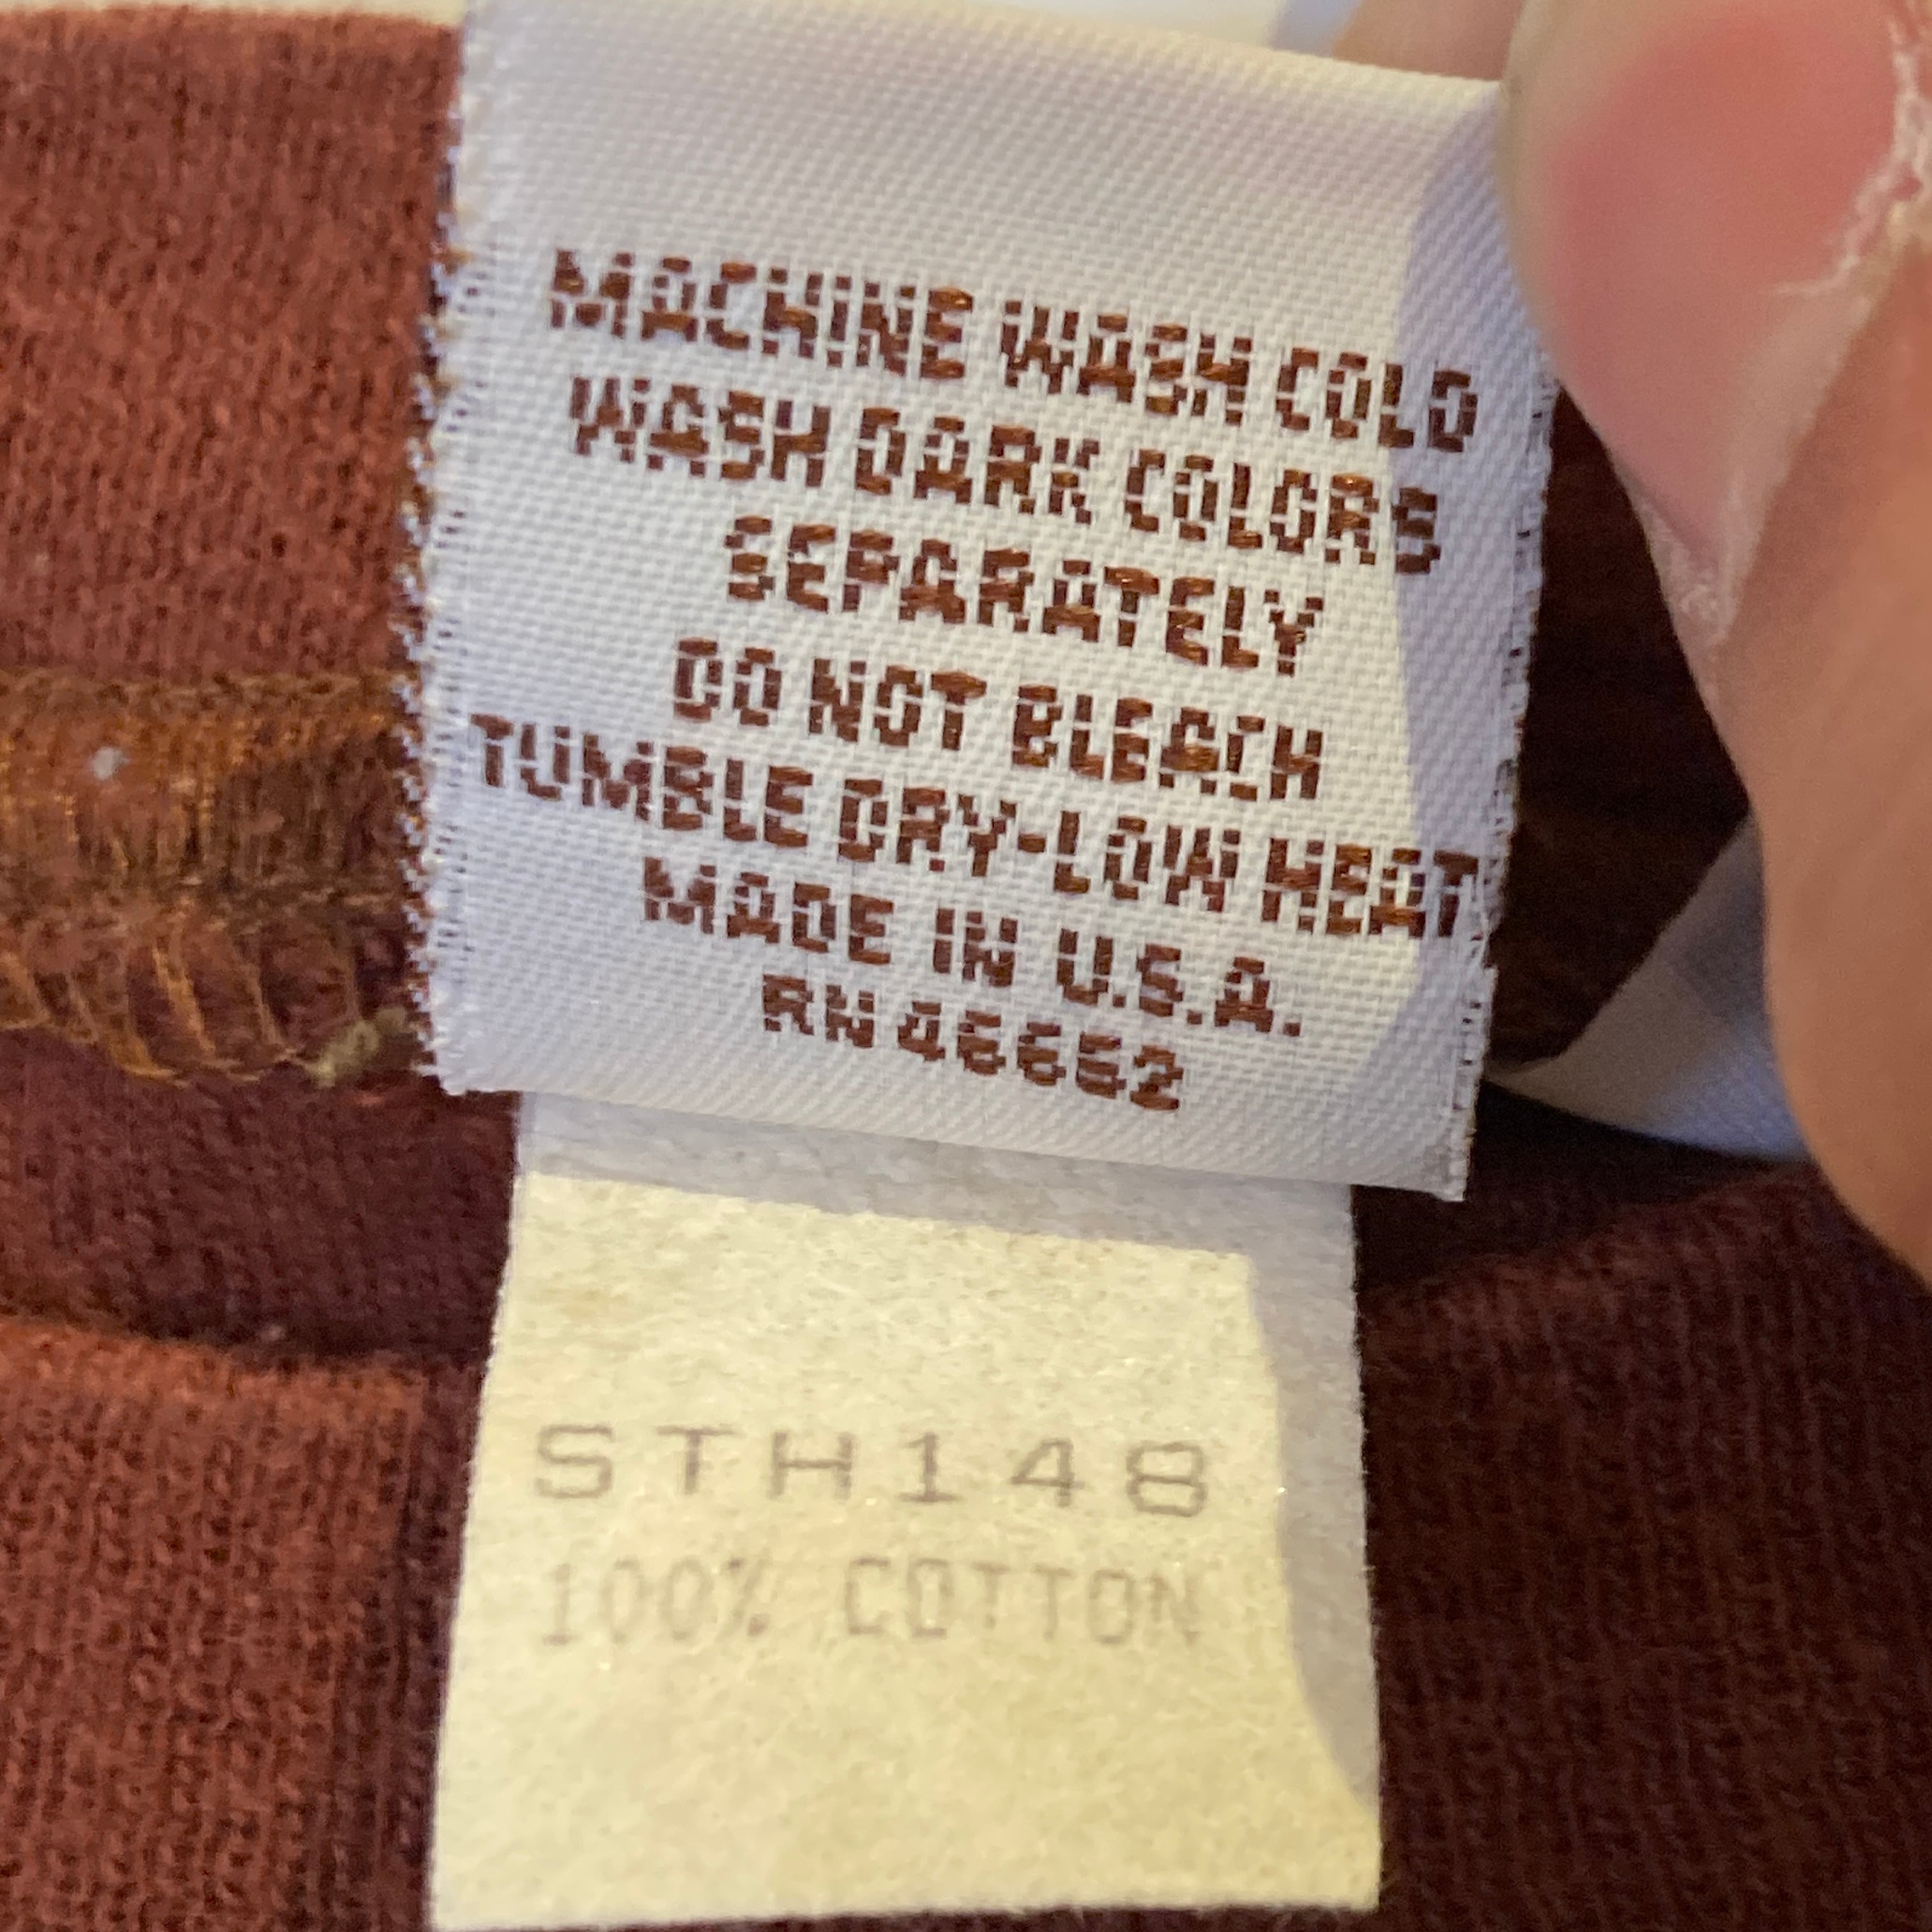 MACHINE WASH COLD
WASH DARK COLORS
SEPARATELY
DO NOT BLEACH
TUMBLE DRY-LOW HEAT
MADE IN U.S.A.
RN 46652
STH148
100% COTTON